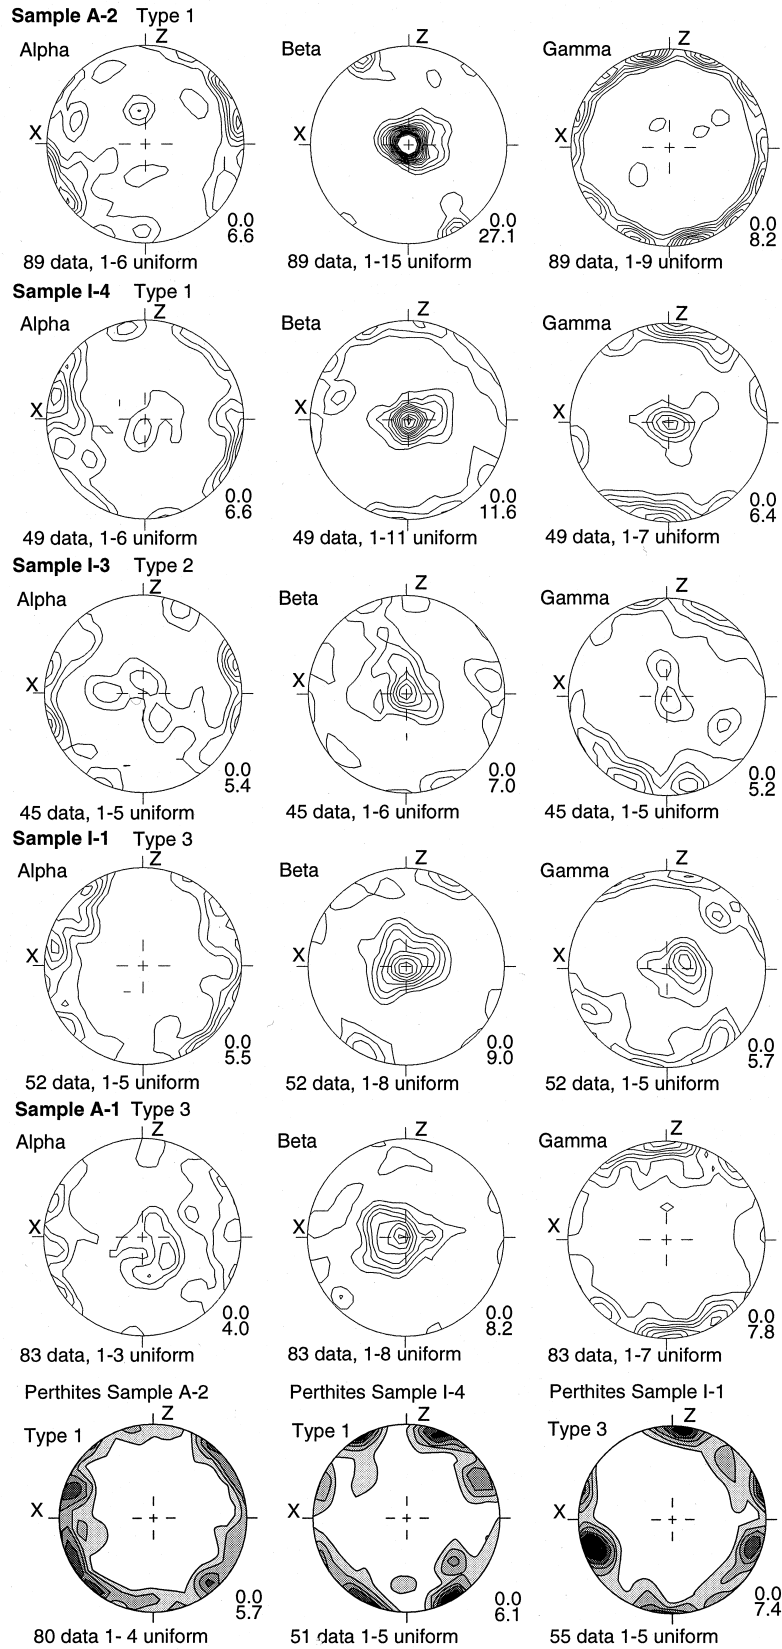 Sample A-2 Type 1
Alpha Z X 0.0 6.6
Beta Z X 0.0 27.1
Gamma Z X 0.0 8.2
89 data, 1-6 uniform
89 data, 1-15 uniform
89 data, 1-9 uniform
Sample I-4 Type 1
Alpha Z X 0.0 6.6
Beta Z X 0.0 11.6
Gamma Z X 0.0 6.4
49 data, 1-6 uniform
49 data, 1-11 uniform
49 data, 1-7 uniform
Sample I-3 Type 2
Alpha Z X 0.0 5.4
Beta Z X 0.0 7.0
Gamma Z X 0.0 5.2
45 data, 1-5 uniform
45 data, 1-6 uniform
45 data, 1-5 uniform
Sample I-1 Type 3
Alpha Z X 0.0 5.5
Beta Z X 0.0 9.0
Gamma Z X 0.0 5.7
52 data, 1-5 uniform
52 data, 1-8 uniform
52 data, 1-5 uniform
Sample A-1 Type 3
Alpha Z X 0.0 4.0
Beta Z X 0.0 8.2
Gamma Z X 0.0 7.8
83 data, 1-3 uniform
83 data, 1-8 uniform
83 data, 1-7 uniform
Perthites Sample A-2
Type 1 Z X 0.0 5.7
80 data 1- 4 uniform
Perthites Sample I-4
Type 1 Z X 0.0 6.1
51 data 1-5 uniform
Perthites Sample I-1
Type 3 Z X 0.0 7.4
55 data 1-5 uniform